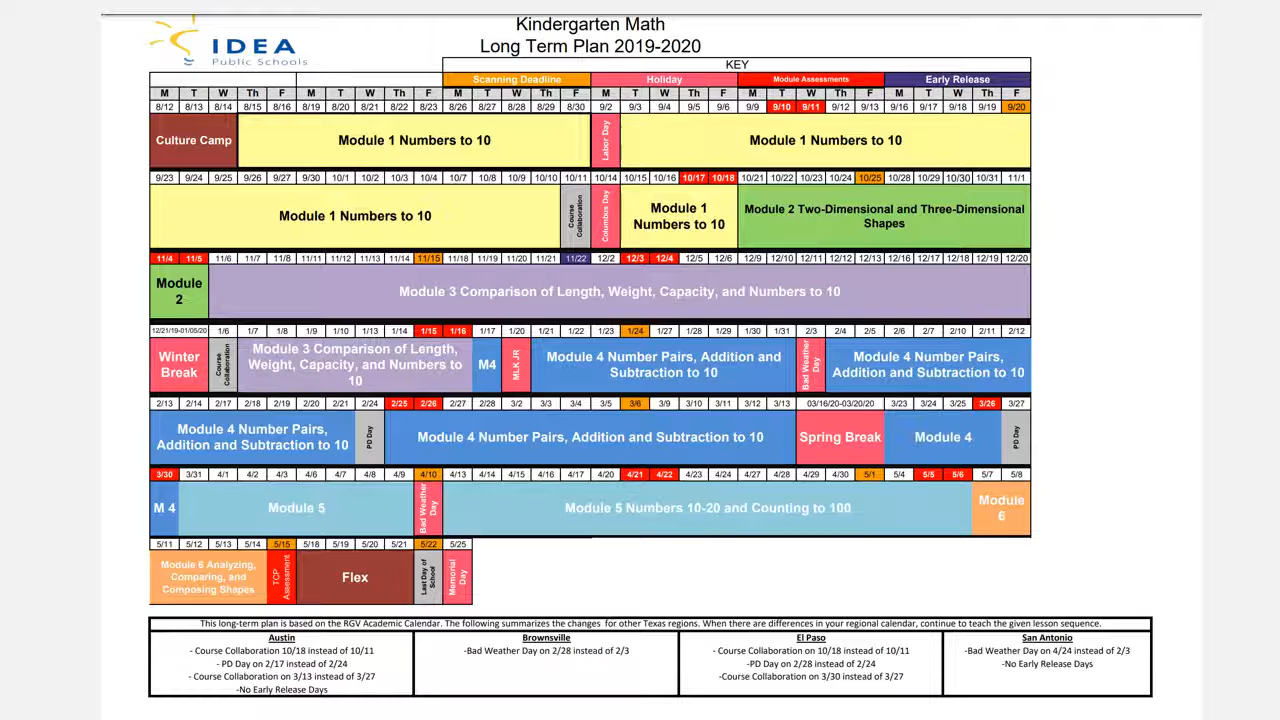 IDEA
Public Schools
Kindergarten Math
Long Term Plan 2019-2020
KEY
Scanning Deadline Holiday Module Assessments Early Release
M T W Th F M T W Th F M T W Th F M T W Th F M T W Th F M T W Th F
8/12 8/13 8/14 8/15 8/16 8/19 8/20 8/21 8/22 8/23 8/26 8/27 8/28 8/29 8/30 9/2 9/3 9/4 9/5 9/6 9/9 9/10 9/11 9/12 9/13 9/16 9/17 9/18 9/19 9/20
Culture Camp
Module 1 Numbers to 10
Labor Day
Module 1 Numbers to 10
9/23 9/24 9/25 9/26 9/27 9/30 10/1 10/2 10/3 10/4 10/7 10/8 10/9 10/10 10/11 10/14 10/15 10/16 10/17 10/18 10/21 10/22 10/23 10/24 10/25 10/28 10/29 10/30 10/31 11/1
Module 1 Numbers to 10
Course
Collaboration
Columbus Day
Module 1
Numbers to 10
Module 2 Two-Dimensional and Three-Dimensional
Shapes
11/4 11/5 11/6 11/7 11/8 11/11 11/12 11/13 11/14 11/15 11/18 11/19 11/20 11/21 11/22 12/2 12/3 12/4 12/5 12/6 12/9 12/10 12/11 12/12 12/13 12/16 12/17 12/18 12/19 12/20
Module
2
Module 3 Comparison of Length, Weight, Capacity, and Numbers to 10
12/21/19-01/05/20 1/6 1/7 1/8 1/9 1/10 1/13 1/14 1/15 1/16 1/17 1/20 1/21 1/22 1/23 1/24 1/27 1/28 1/29 1/30 1/31 2/3 2/4 2/5 2/6 2/7 2/10 2/11 2/12
Winter
Break
Course
Collaboration
Module 3 Comparison of Length,
Weight, Capacity, and Numbers to
10
M4
MLK JR
Module 4 Number Pairs, Addition and
Subtraction to 10
Bad Weather
Day
Module 4 Number Pairs,
Addition and Subtraction to 10
2/13 2/14 2/17 2/18 2/19 2/20 2/21 2/24 2/25 2/26 2/27 2/28 3/2 3/3 3/4 3/5 3/6 3/9 3/10 3/11 3/12 3/13 03/16/20-03/20/20 3/23 3/24 3/25 3/26 3/27
Module 4 Number Pairs,
Addition and Subtraction to 10
PD Day
Module 4 Number Pairs, Addition and Subtraction to 10
Spring Break
Module 4
PD Day
3/30 3/31 4/1 4/2 4/3 4/6 4/7 4/8 4/9 4/10 4/13 4/14 4/15 4/16 4/17 4/20 4/21 4/22 4/23 4/24 4/27 4/28 4/29 4/30 5/1 5/4 5/5 5/6 5/7 5/8
M 4
Module 5
Bad Weather
Day
Module 5 Numbers 10-20 and Counting to 100
Module
6
5/11 5/12 5/13 5/14 5/15 5/18 5/19 5/20 5/21 5/22 5/25
Module 6 Analyzing,
Comparing, and
Composing Shapes
TCP
Assessment
Flex
Last Day of
School
Memorial
Day
This long-term plan is based on the RGV Academic Calendar. The following summarizes the changes for other Texas regions. When there are differences in your regional calendar, continue to teach the given lesson sequence.
Austin
- Course Collaboration 10/18 instead of 10/11
- PD Day on 2/17 instead of 2/24
- Course Collaboration on 3/13 instead of 3/27
-No Early Release Days
Brownsville
-Bad Weather Day on 2/28 instead of 2/3
El Paso
- Course Collaboration on 10/18 instead of 10/11
-PD Day on 2/28 instead of 2/24
-Course Collaboration on 3/30 instead of 3/27
San Antonio
-Bad Weather Day on 4/24 instead of 2/3
-No Early Release Days